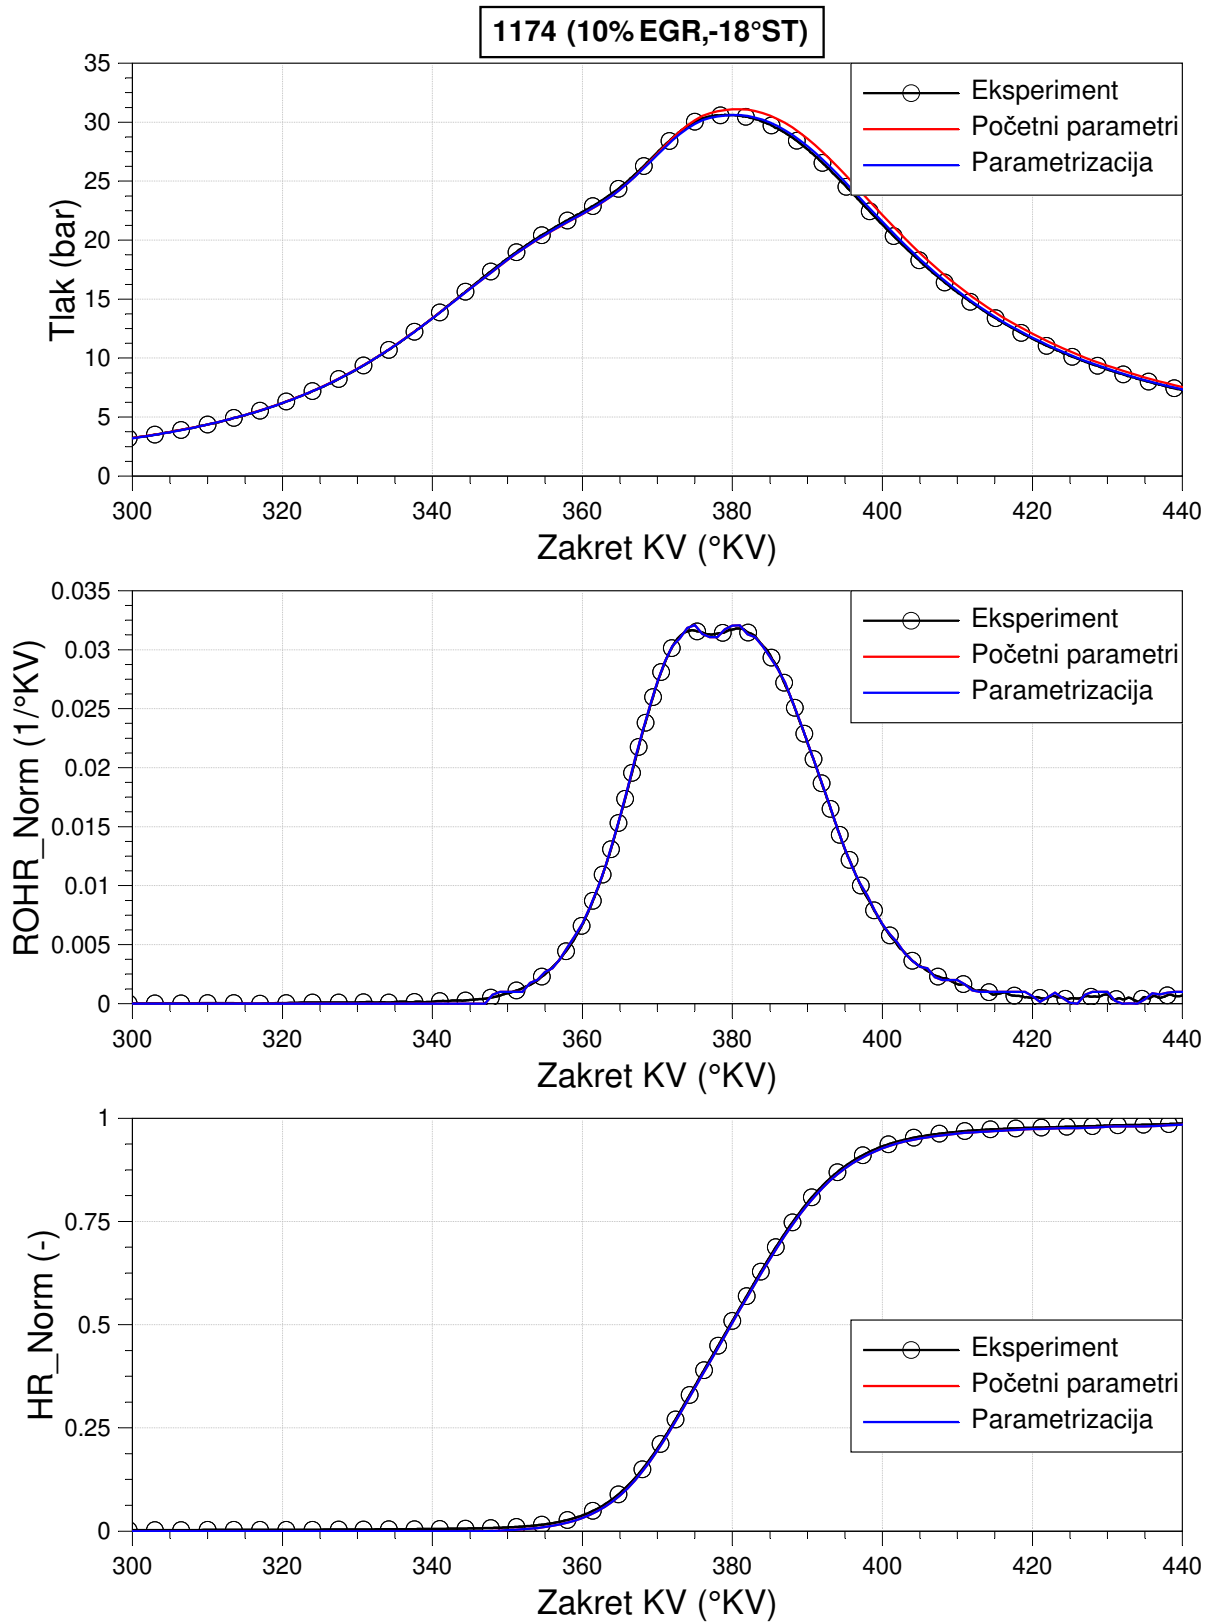 1174 (10% EGR,-18°ST)
35
30
25
20
15
10
5
0
Tlak (bar)
Eksperiment
Početni parametri
Parametrizacija
300 320 340 360 380 400 420 440
Zakret KV (°KV)
0.035
0.03
0.025
0.02
0.015
0.01
0.005
0
ROHR_Norm (1/°KV)
Eksperiment
Početni parametri
Parametrizacija
300 320 340 360 380 400 420 440
Zakret KV (°KV)
1
0.75
0.5
0.25
0
HR_Norm (-)
Eksperiment
Početni parametri
Parametrizacija
300 320 340 360 380 400 420 440
Zakret KV (°KV)